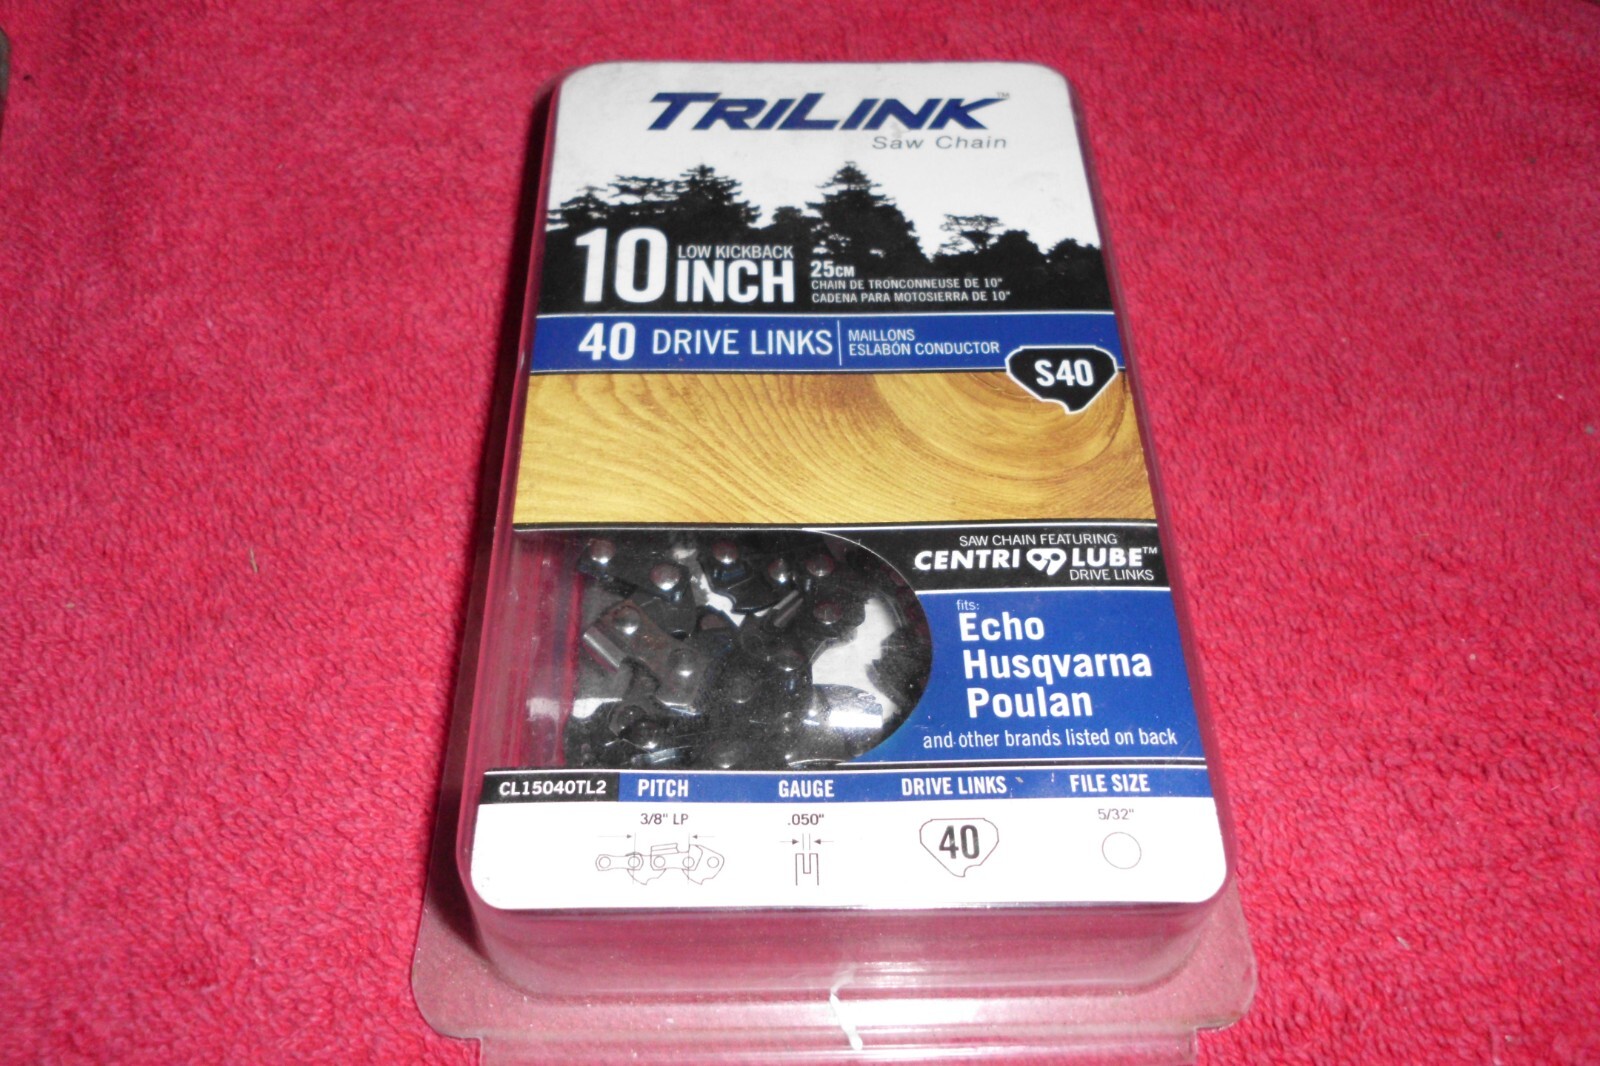 TRILINK™
Saw Chain
LOW KICKBACK
10 INCH
25CM
CHAIN DE TRONCONNEUSE DE 10"
CADENA PARA MOTOSIERRA DE 10"
40 DRIVE LINKS
MAILLONS
ESLABÓN CONDUCTOR
S40
SAW CHAIN FEATURING
CENTRI LUBE™
DRIVE LINKS
fits:
Echo
Husqvarna
Poulan
and other brands listed on back
CL15040TL2 PITCH GAUGE DRIVE LINKS FILE SIZE
3/8" LP .050" 40 5/32"